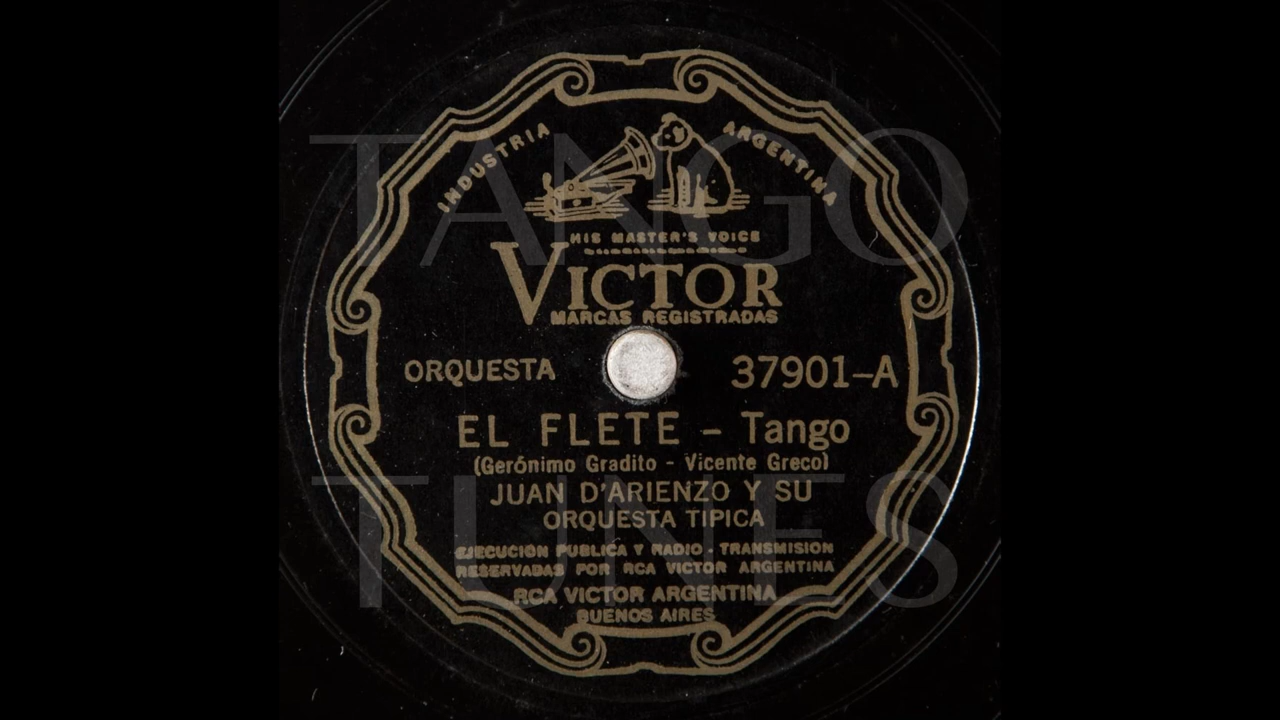 INDUSTRIA ARGENTINA
HIS MASTER'S VOICE
VICTOR
MARCAS REGISTRADAS
ORQUESTA 37901-A
EL FLETE - Tango
(Gerónimo Gradito - Vicente Greco)
JUAN D'ARIENZO Y SU
ORQUESTA TIPICA
EJECUCION PUBLICA Y RADIO - TRANSMISION
RESERVADAS POR RCA VICTOR ARGENTINA
RCA VICTOR ARGENTINA
BUENOS AIRES
TANGO
TUNES